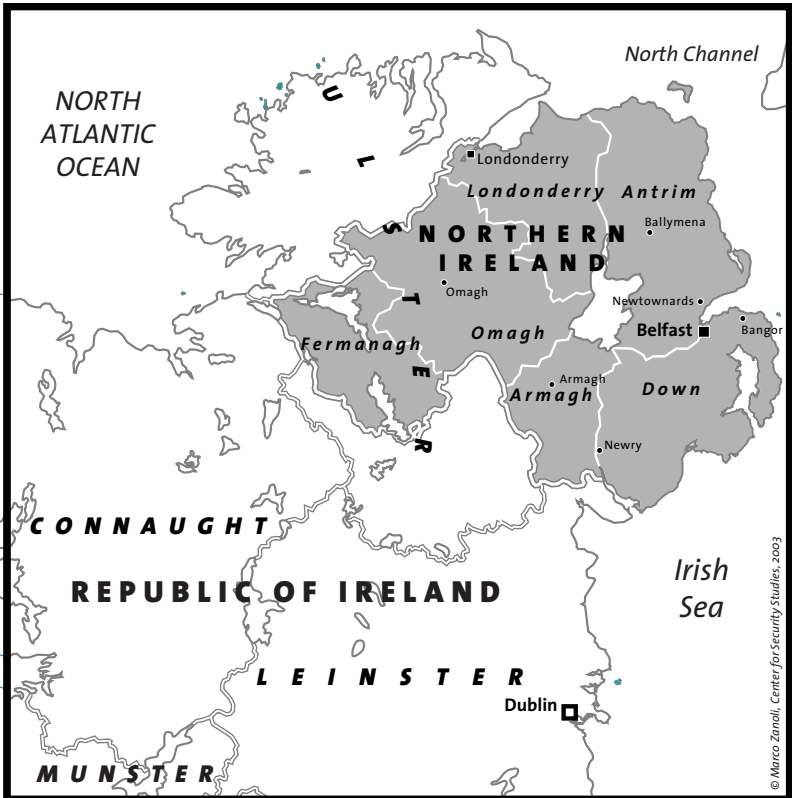 North Channel
NORTH
ATLANTIC
OCEAN
ULSTER
Londonderry
Londonderry
Antrim
Ballymena
NORTHERN
IRELAND
Omagh
Newtownards
Belfast
Bangor
Omagh
Fermanagh
Armagh
Armagh
Down
Newry
CONNAUGHT
REPUBLIC OF IRELAND
Irish
Sea
LEINSTER
Dublin
MUNSTER
© Marco Zanoli, Center for Security Studies, 2003